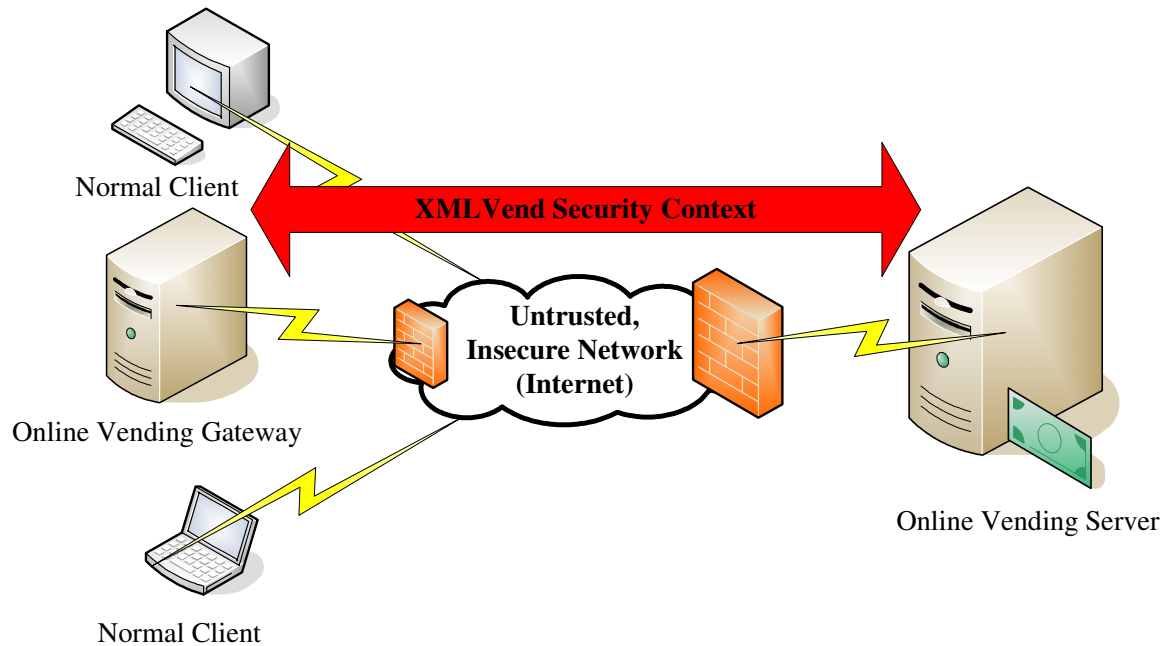 Normal Client
XMLVend Security Context
Untrusted,
Insecure Network
(Internet)
Online Vending Gateway
Online Vending Server
Normal Client